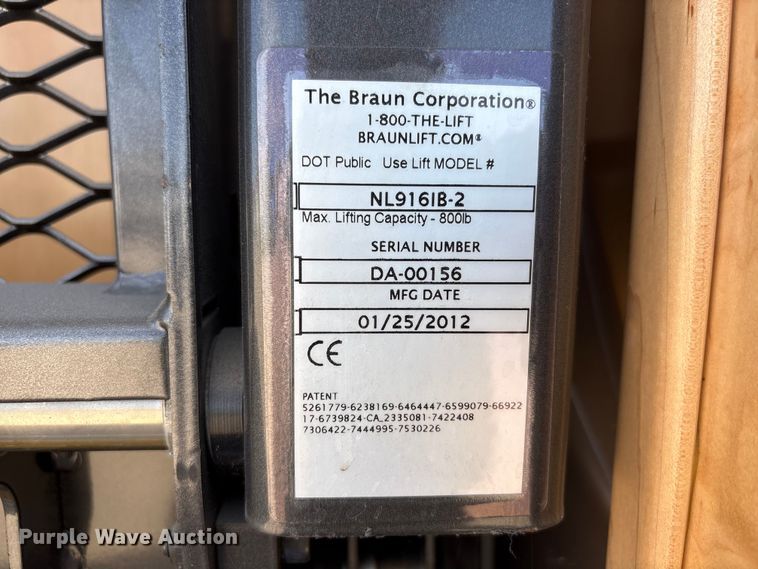 The Braun Corporation®
1-800-THE-LIFT
BRAUNLIFT.COM®
DOT Public Use Lift MODEL #
NL916IB-2
Max. Lifting Capacity - 800lb
SERIAL NUMBER
DA-00156
MFG DATE
01/25/2012
CE
PATENT
5261779-6238169-6464447-6599079-66922
17-6739824-CA_2335081-7422408
7306422-7444995-7530226
Purple Wave Auction®